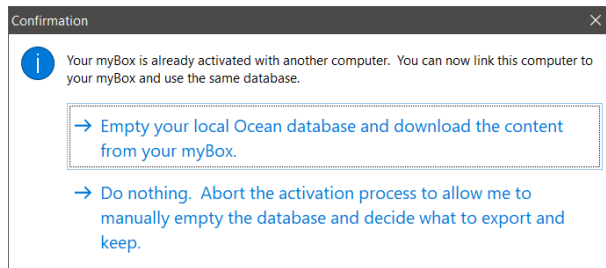 Confirmation
Your myBox is already activated with another computer.  You can now link this computer to
your myBox and use the same database.
Empty your local Ocean database and download the content
from your myBox.
Do nothing.  Abort the activation process to allow me to
manually empty the database and decide what to export and
keep.